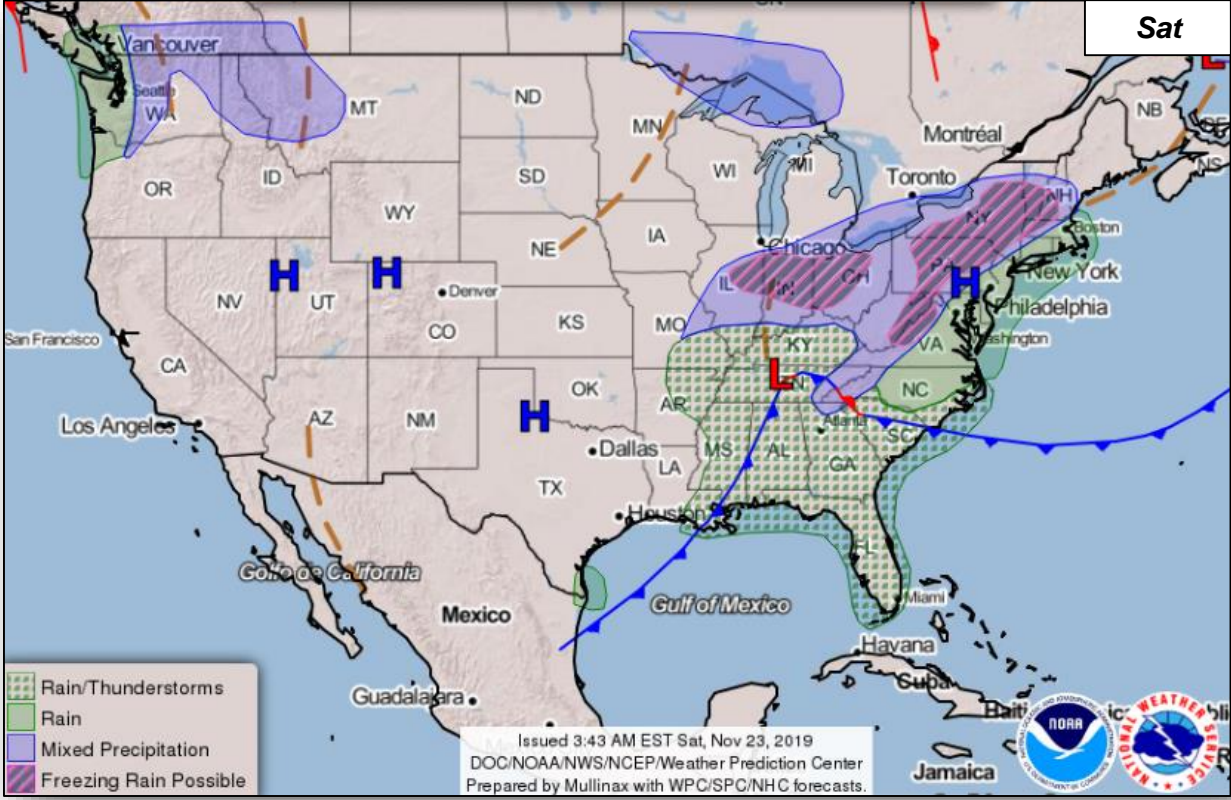 Sat
Vancouver
Seattle
WA
MT
ND
MN
Montréal
NB
NS
OR
ID
SD
WI
MI
Toronto
NH
WY
NY
Boston
IA
Chicago
NE
PA
New York
H
H
H
NV
UT
Denver
IL
IN
OH
Philadelphia
San Francisco
CO
KS
MO
KY
VA
Washington
CA
L
TN
OK
AR
NC
Los Angeles
AZ
NM
H
Dallas
MS
AL
Atlanta
GA
SC
LA
TX
Houston
FL
Golfo de California
Mexico
Gulf of Mexico
Miami
Havana
Cuba
Guadalajara
Haiti
Jamaica
Rain/Thunderstorms
Rain
Mixed Precipitation
Freezing Rain Possible
Issued 3:43 AM EST Sat, Nov 23, 2019
DOC/NOAA/NWS/NCEP/Weather Prediction Center
Prepared by Mullinax with WPC/SPC/NHC forecasts.
NOAA
NATIONAL WEATHER SERVICE